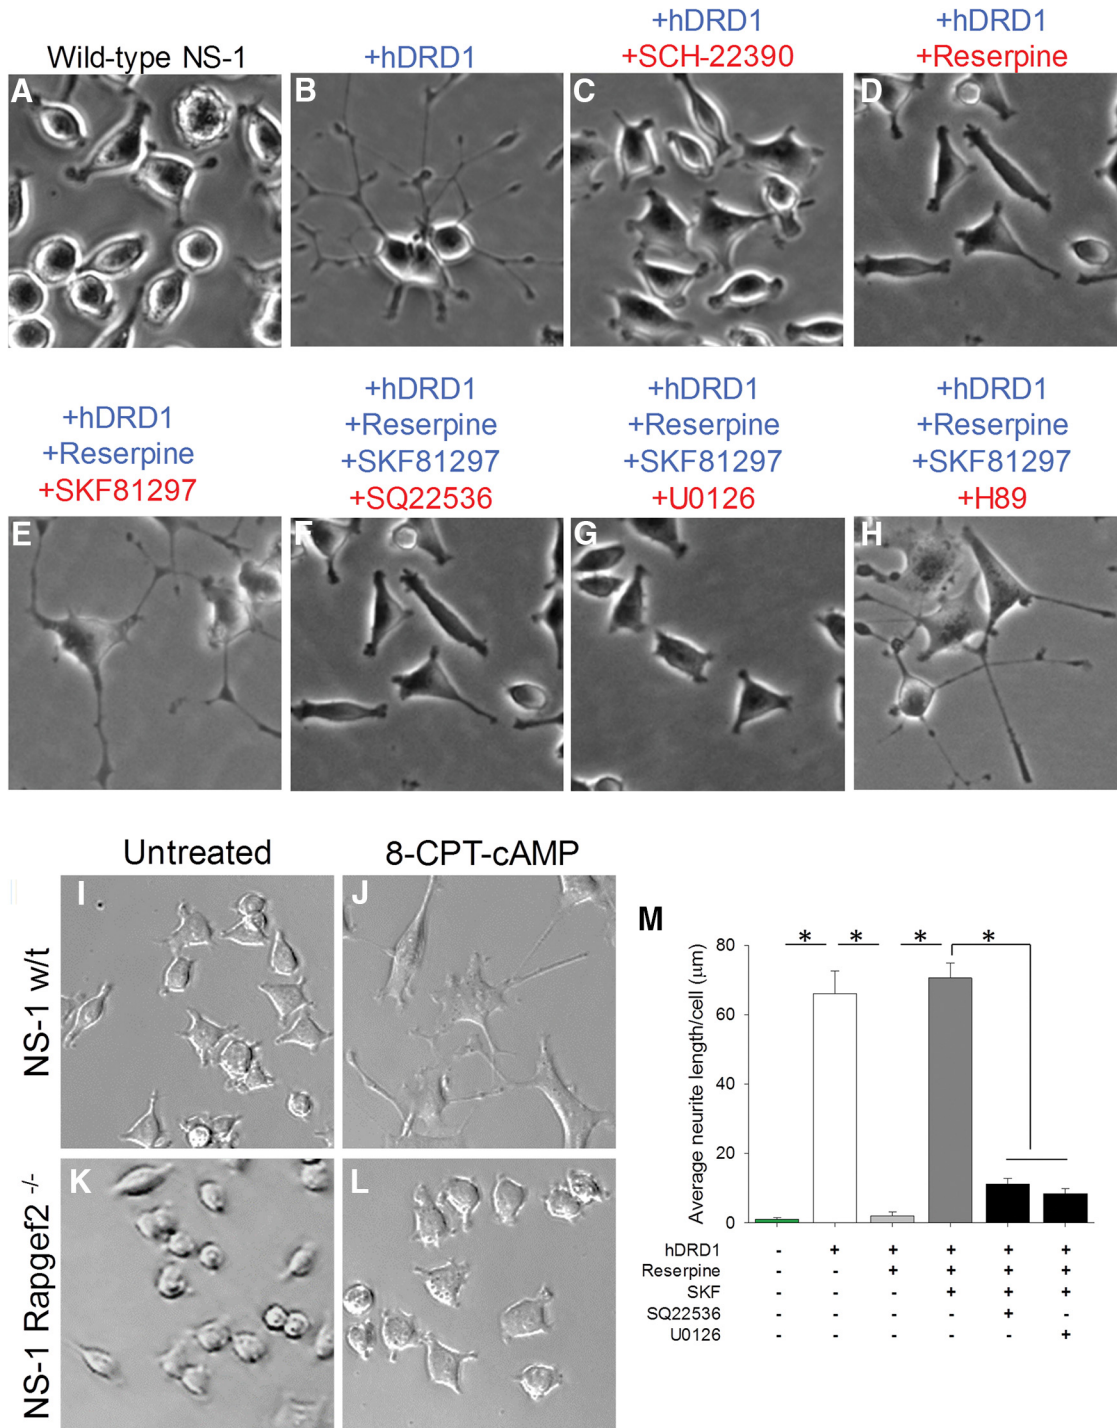 Wild-type NS-1
+hDRD1
+hDRD1
+SCH-22390
+hDRD1
+Reserpine
A
B
C
D
+hDRD1
+Reserpine
+SKF81297
+hDRD1
+Reserpine
+SKF81297
+SQ22536
+hDRD1
+Reserpine
+SKF81297
+U0126
+hDRD1
+Reserpine
+SKF81297
+H89
E
F
G
H
Untreated
8-CPT-cAMP
NS-1 w/t
I
J
NS-1 Rapgef2 -/-
K
L
M
* * * *
Average neurite length/cell (μm)
80
60
40
20
0
hDRD1 - + + + + +
Reserpine - - + + + +
SKF - - - + + +
SQ22536 - - - - + -
U0126 - - - - - +